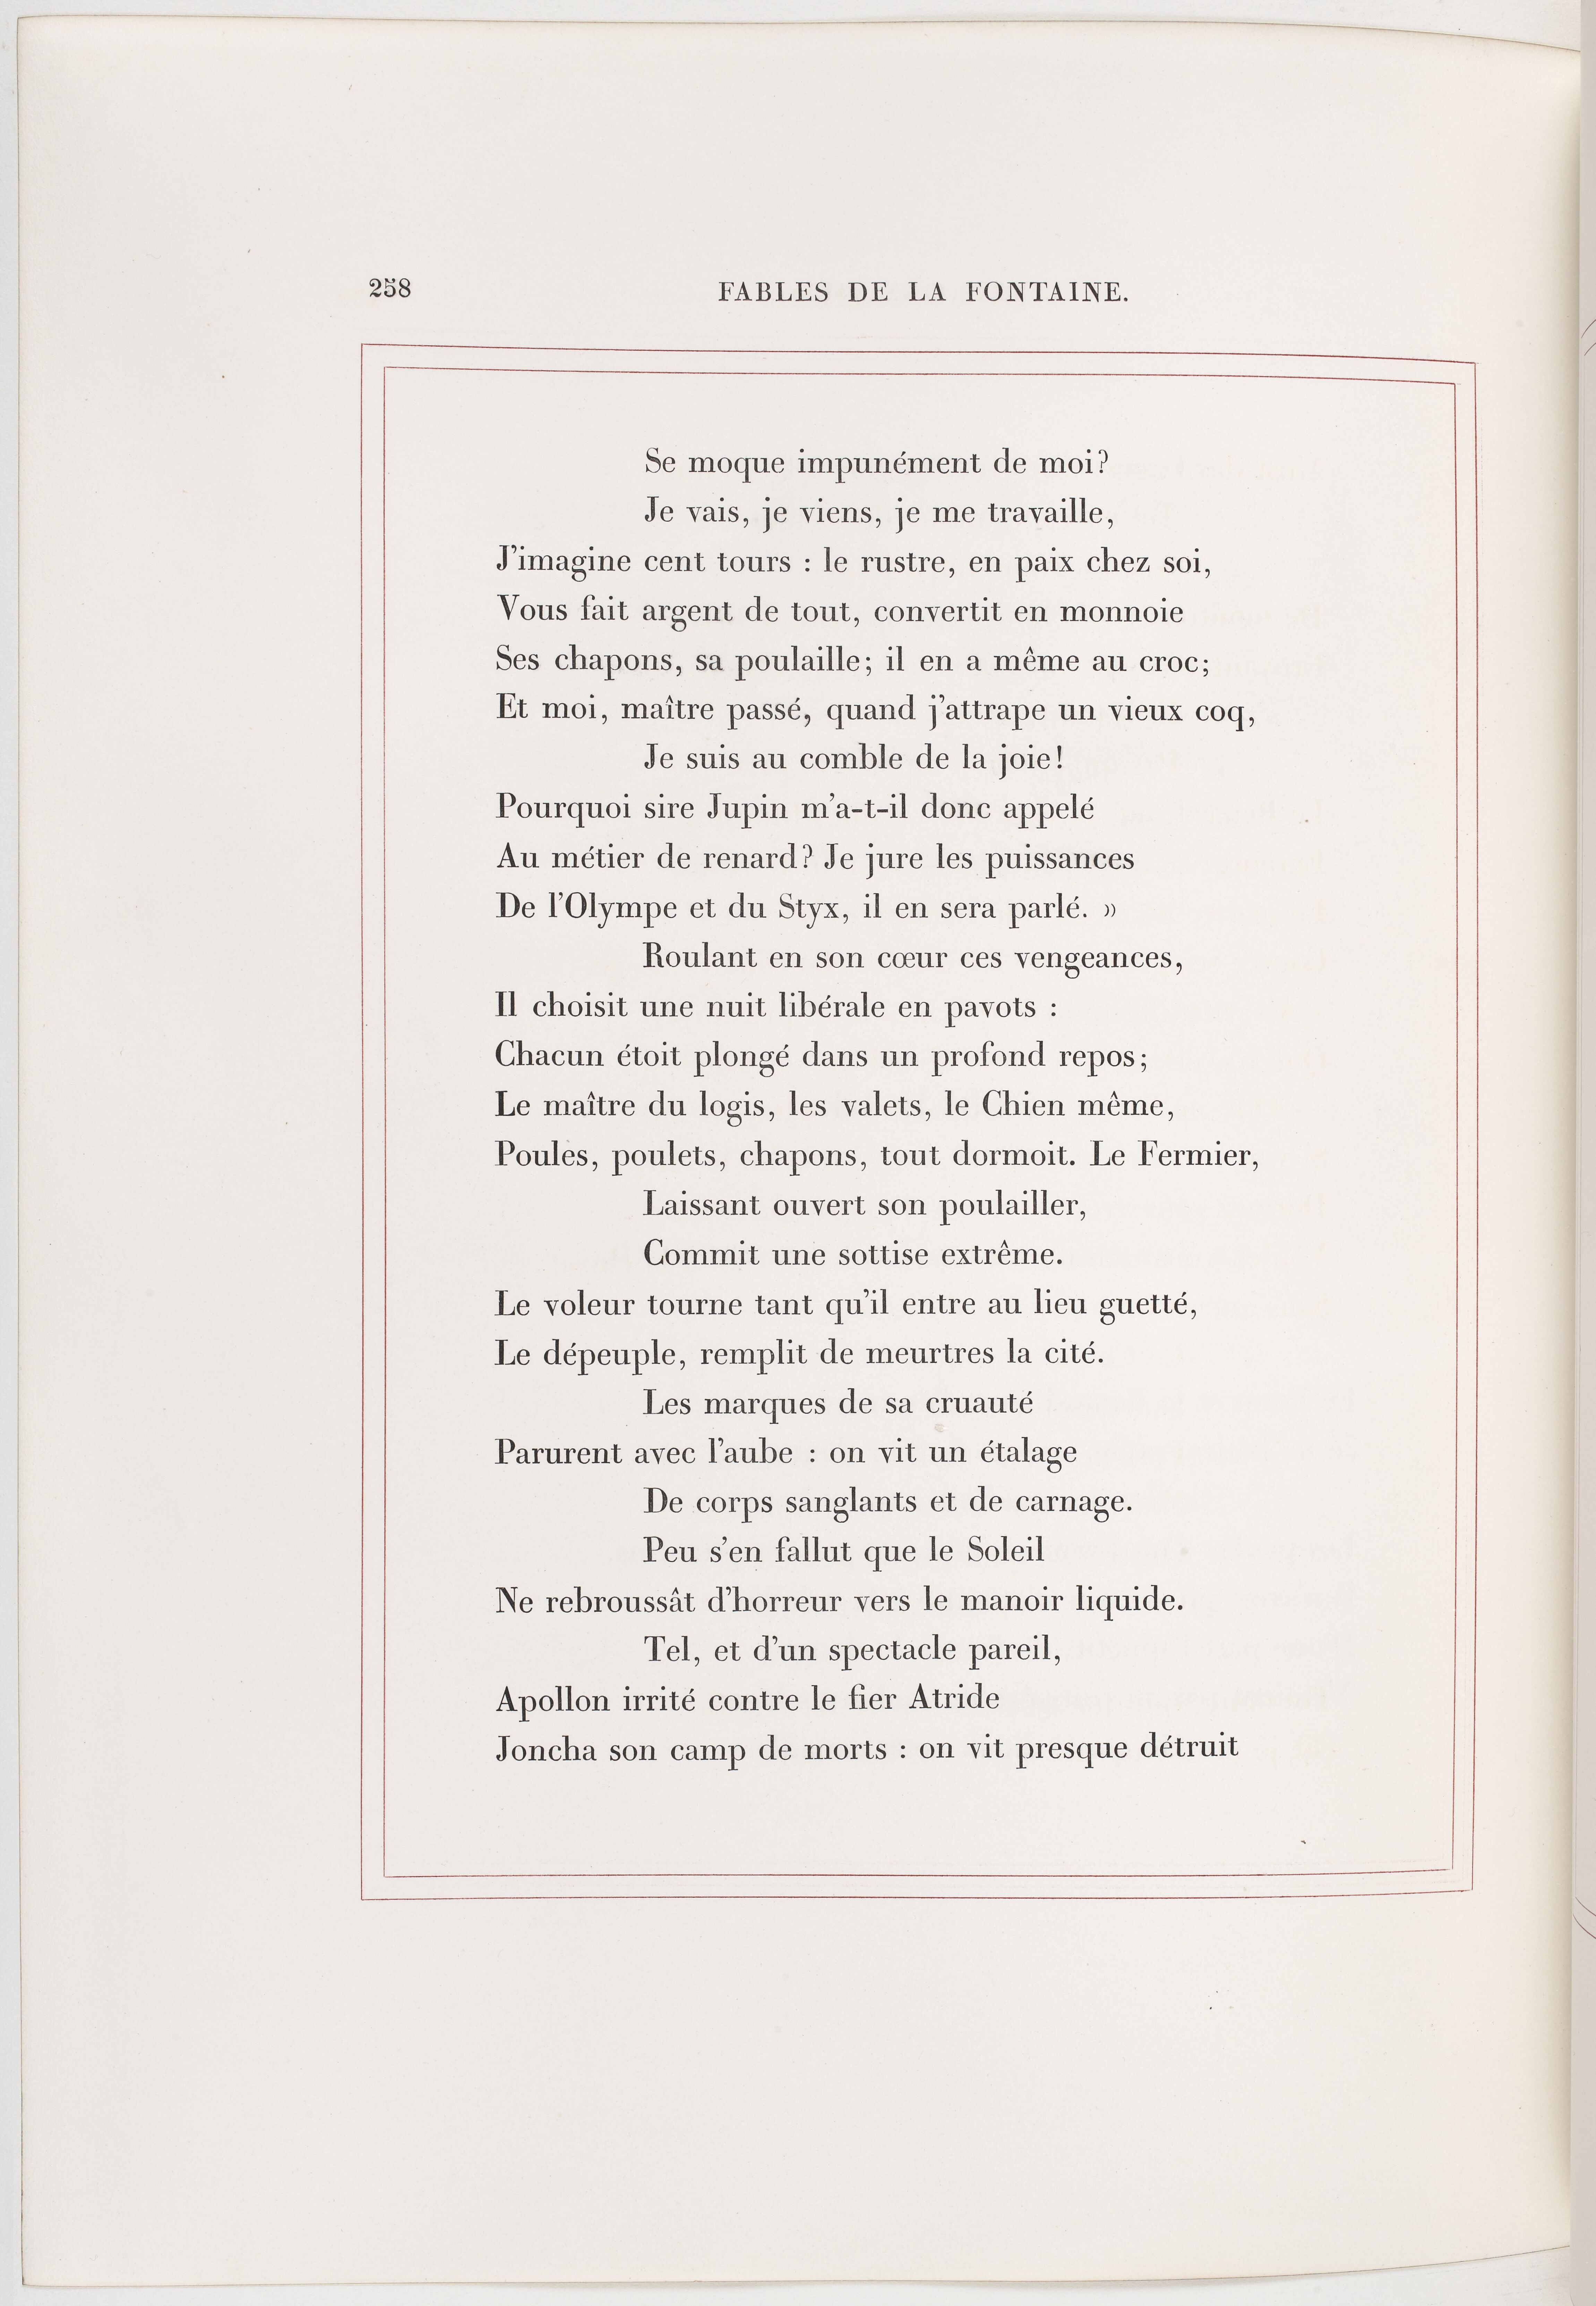 258
FABLES DE LA FONTAINE.
Se moque impunément de moi?
Je vais, je viens, je me travaille,
J'imagine cent tours : le rustre, en paix chez soi,
Vous fait argent de tout, convertit en monnoie
Ses chapons, sa poulaille; il en a même au croc;
Et moi, maître passé, quand j'attrape un vieux coq,
Je suis au comble de la joie!
Pourquoi sire Jupin m'a-t-il donc appelé
Au métier de renard? Je jure les puissances
De l'Olympe et du Styx, il en sera parlé. »
Roulant en son cœur ces vengeances,
Il choisit une nuit libérale en pavots :
Chacun étoit plongé dans un profond repos;
Le maître du logis, les valets, le Chien même,
Poules, poulets, chapons, tout dormoit. Le Fermier,
Laissant ouvert son poulailler,
Commit une sottise extrême.
Le voleur tourne tant qu'il entre au lieu guetté,
Le dépeuple, remplit de meurtres la cité.
Les marques de sa cruauté
Parurent avec l'aube : on vit un étalage
De corps sanglants et de carnage.
Peu s'en fallut que le Soleil
Ne rebroussât d'horreur vers le manoir liquide.
Tel, et d'un spectacle pareil,
Apollon irrité contre le fier Atride
Joncha son camp de morts : on vit presque détruit